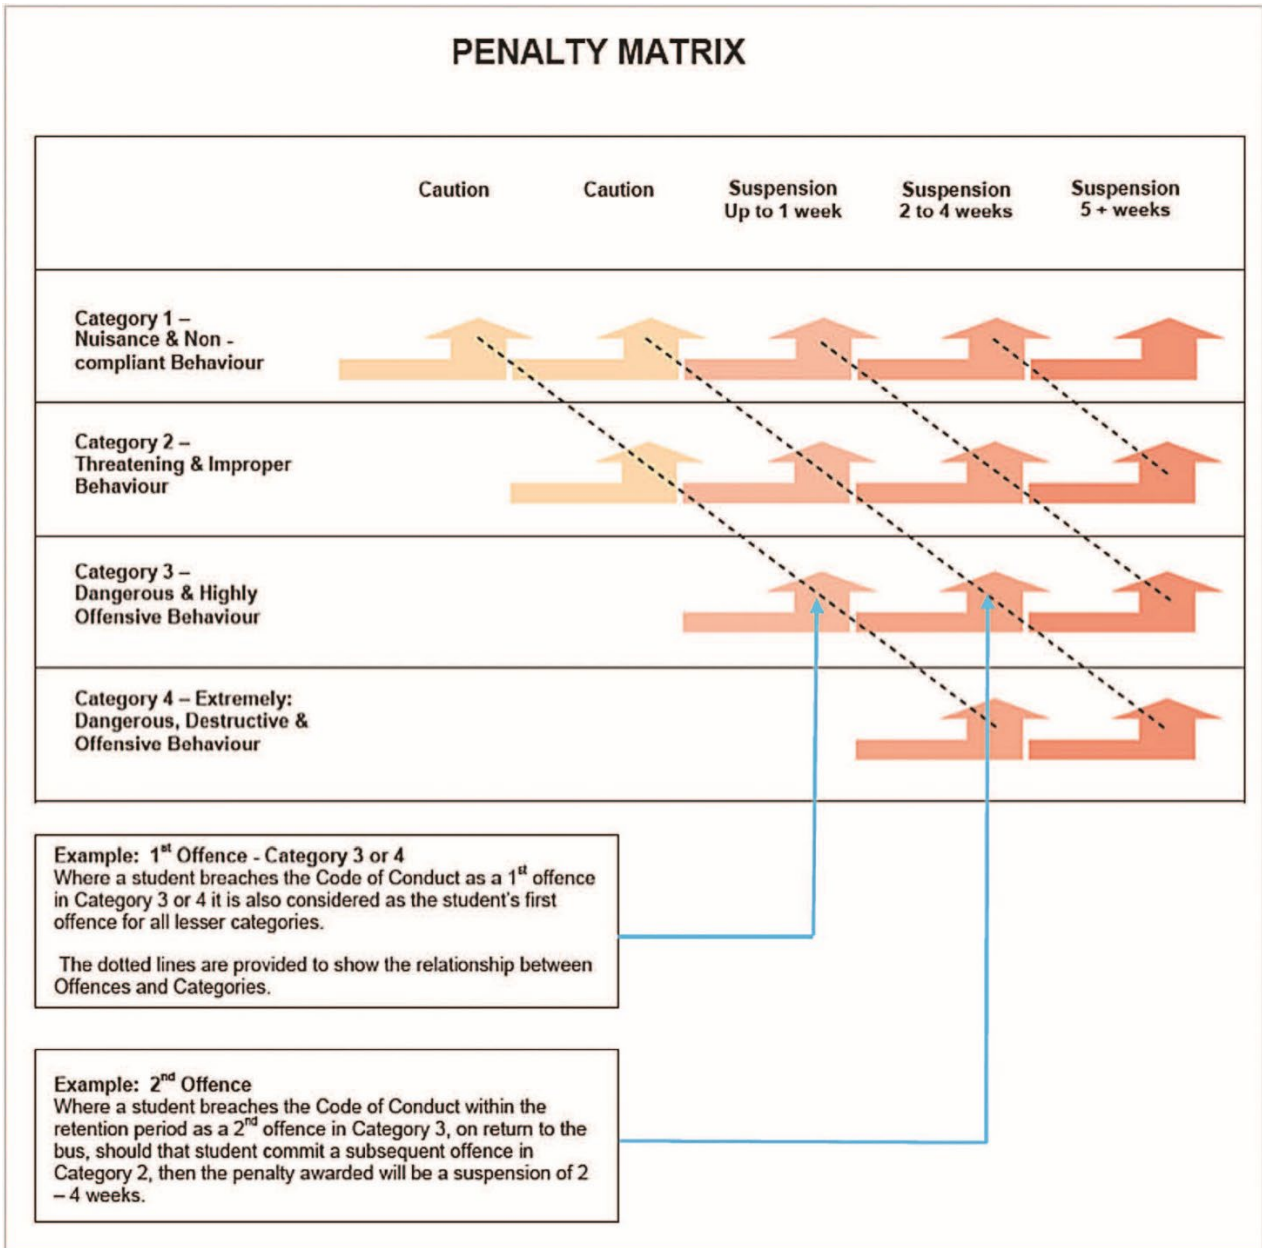 PENALTY MATRIX
Caution
Caution
Suspension
Up to 1 week
Suspension
2 to 4 weeks
Suspension
5 + weeks
Category 1 –
Nuisance & Non -
compliant Behaviour
Category 2 –
Threatening & Improper
Behaviour
Category 3 –
Dangerous & Highly
Offensive Behaviour
Category 4 – Extremely:
Dangerous, Destructive &
Offensive Behaviour
Example: 1st Offence - Category 3 or 4
Where a student breaches the Code of Conduct as a 1st offence
in Category 3 or 4 it is also considered as the student's first
offence for all lesser categories.
The dotted lines are provided to show the relationship between
Offences and Categories.
Example: 2nd Offence
Where a student breaches the Code of Conduct within the
retention period as a 2nd offence in Category 3, on return to the
bus, should that student commit a subsequent offence in
Category 2, then the penalty awarded will be a suspension of 2
– 4 weeks.